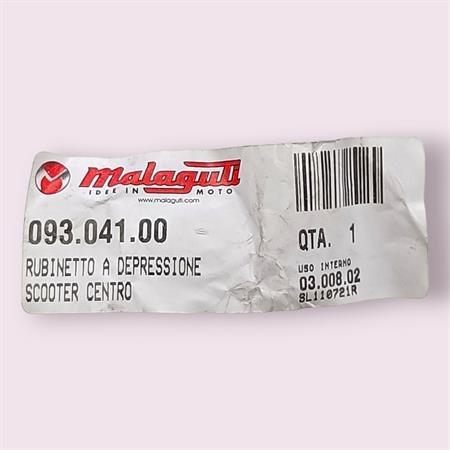 malaguti
IDEE IN MOTO
www.malaguti.com
093.041.00
RUBINETTO A DEPRESSIONE
SCOOTER CENTRO
QTA. 1
USO INTERNO
03.008.02
SL110721R